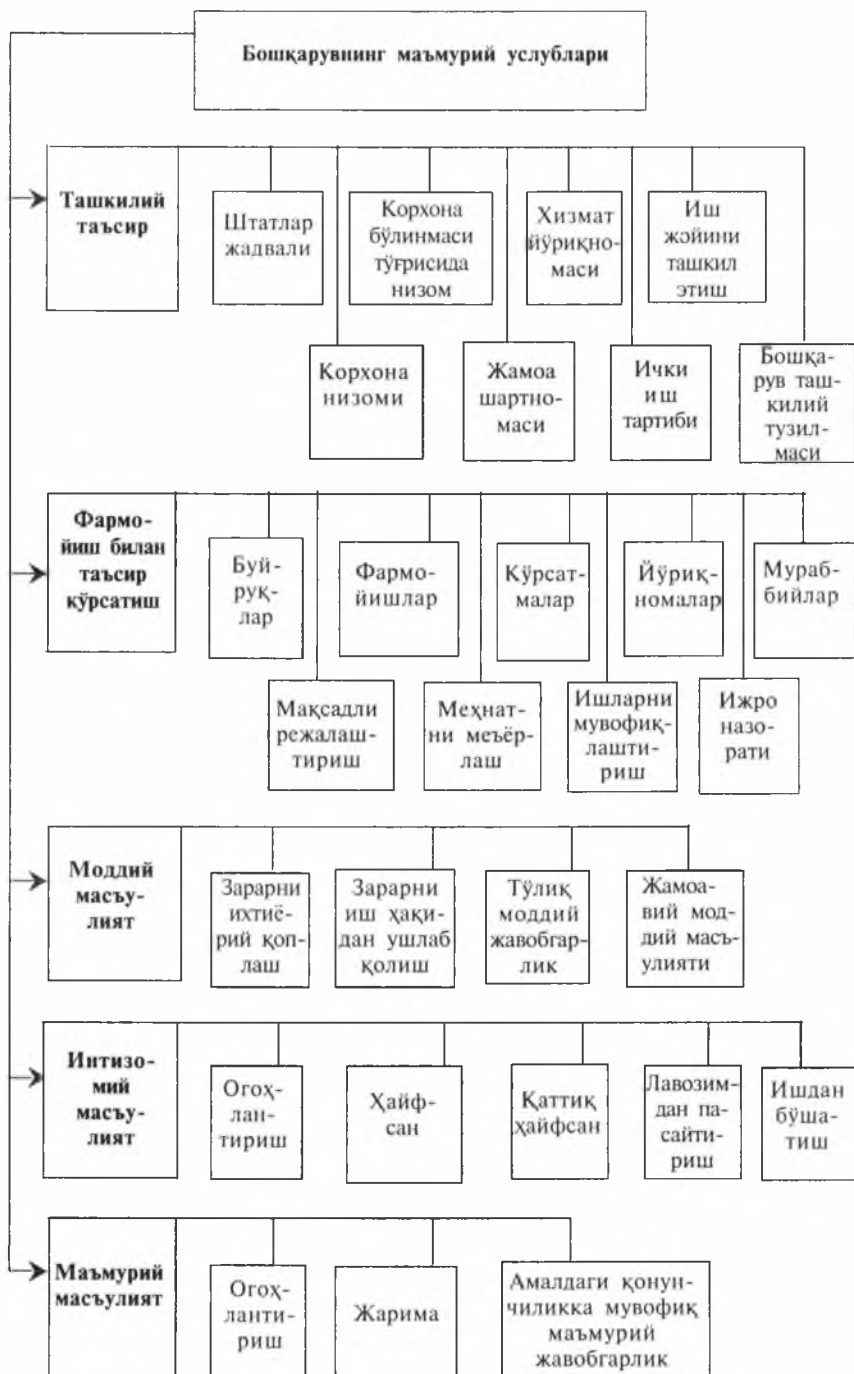 Бошқарувнинг маъмурий услублари
Ташкилий
таъсир
Штатлар
жадвали
Корхона
бўлинмаси
тўғрисида
низом
Хизмат
йўриқно-
маси
Иш
жойини
ташкил
этиш
Корхона
низоми
Жамоа
шартно-
маси
Ички
иш
тартиби
Бошқа-
рув таш-
килий
тузил-
маси
Фармо-
йиш билан
таъсир
кўрсатиш
Буй-
руқ-
лар
Фармо-
йишлар
Кўрсат-
малар
Йўриқ-
номалар
Мураб-
бийлар
Мақсадли
режалаш-
тириш
Меҳнат-
ни меъёр-
лаш
Ишларни
мувофиқ-
лашти-
риш
Ижро
назо-
рати
Моддий
масъу-
лият
Зарарни
ихтиё-
рий қоп-
лаш
Зарарни
иш ҳақи-
дан ушлаб
қолиш
Тўлиқ
моддий
жавобгар-
лик
Жамоа-
вий мод-
дий масъ-
улияти
Интизо-
мий
масъу-
лият
Огоҳ-
лан-
тириш
Ҳайф-
сан
Қаттиқ
ҳайфсан
Лавозим-
дан па-
сайти-
риш
Ишдан
бўша-
тиш
Маъмурий
масъулият
Огоҳ-
ланти-
риш
Жарима
Амалдаги қонун-
чиликка мувофиқ
маъмурий
жавобгарлик